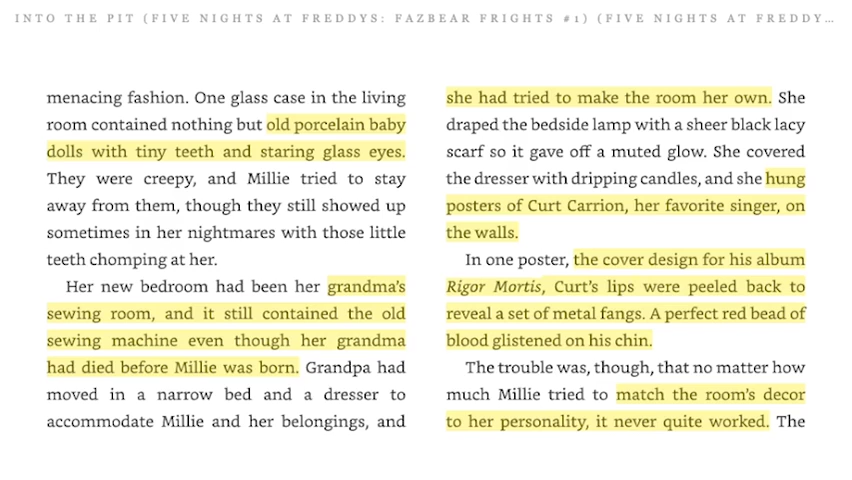 INTO THE PIT (FIVE NIGHTS AT FREDDYS: FAZBEAR FRIGHTS #1) (FIVE NIGHTS AT FREDDY...
menacing fashion. One glass case in the living
room contained nothing but old porcelain baby
dolls with tiny teeth and staring glass eyes.
They were creepy, and Millie tried to stay
away from them, though they still showed up
sometimes in her nightmares with those little
teeth chomping at her.
Her new bedroom had been her grandma's
sewing room, and it still contained the old
sewing machine even though her grandma
had died before Millie was born. Grandpa had
moved in a narrow bed and a dresser to
accommodate Millie and her belongings, and
she had tried to make the room her own. She
draped the bedside lamp with a sheer black lacy
scarf so it gave off a muted glow. She covered
the dresser with dripping candles, and she hung
posters of Curt Carrion, her favorite singer, on
the walls.
In one poster, the cover design for his album
Rigor Mortis, Curt's lips were peeled back to
reveal a set of metal fangs. A perfect red bead of
blood glistened on his chin.
The trouble was, though, that no matter how
much Millie tried to match the room's decor
to her personality, it never quite worked. The